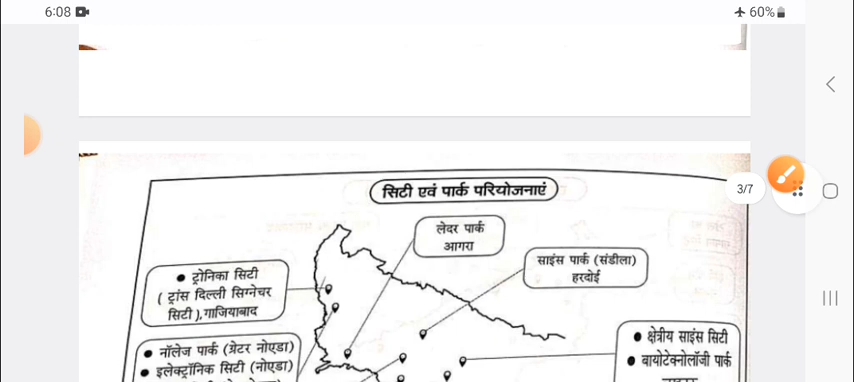 6:08
60%
3/7
सिटी एवं पार्क परियोजनाएं
लेदर पार्क
आगरा
साइंस पार्क (संडीला)
हरदोई
● ट्रोनिका सिटी
( ट्रांस दिल्ली सिग्नेचर
सिटी ),गाजियाबाद
● नॉलेज पार्क (ग्रेटर नोएडा)
● इलेक्ट्रॉनिक सिटी (नोएडा)
● क्षेत्रीय साइंस सिटी
● बायोटेक्नोलॉजी पार्क